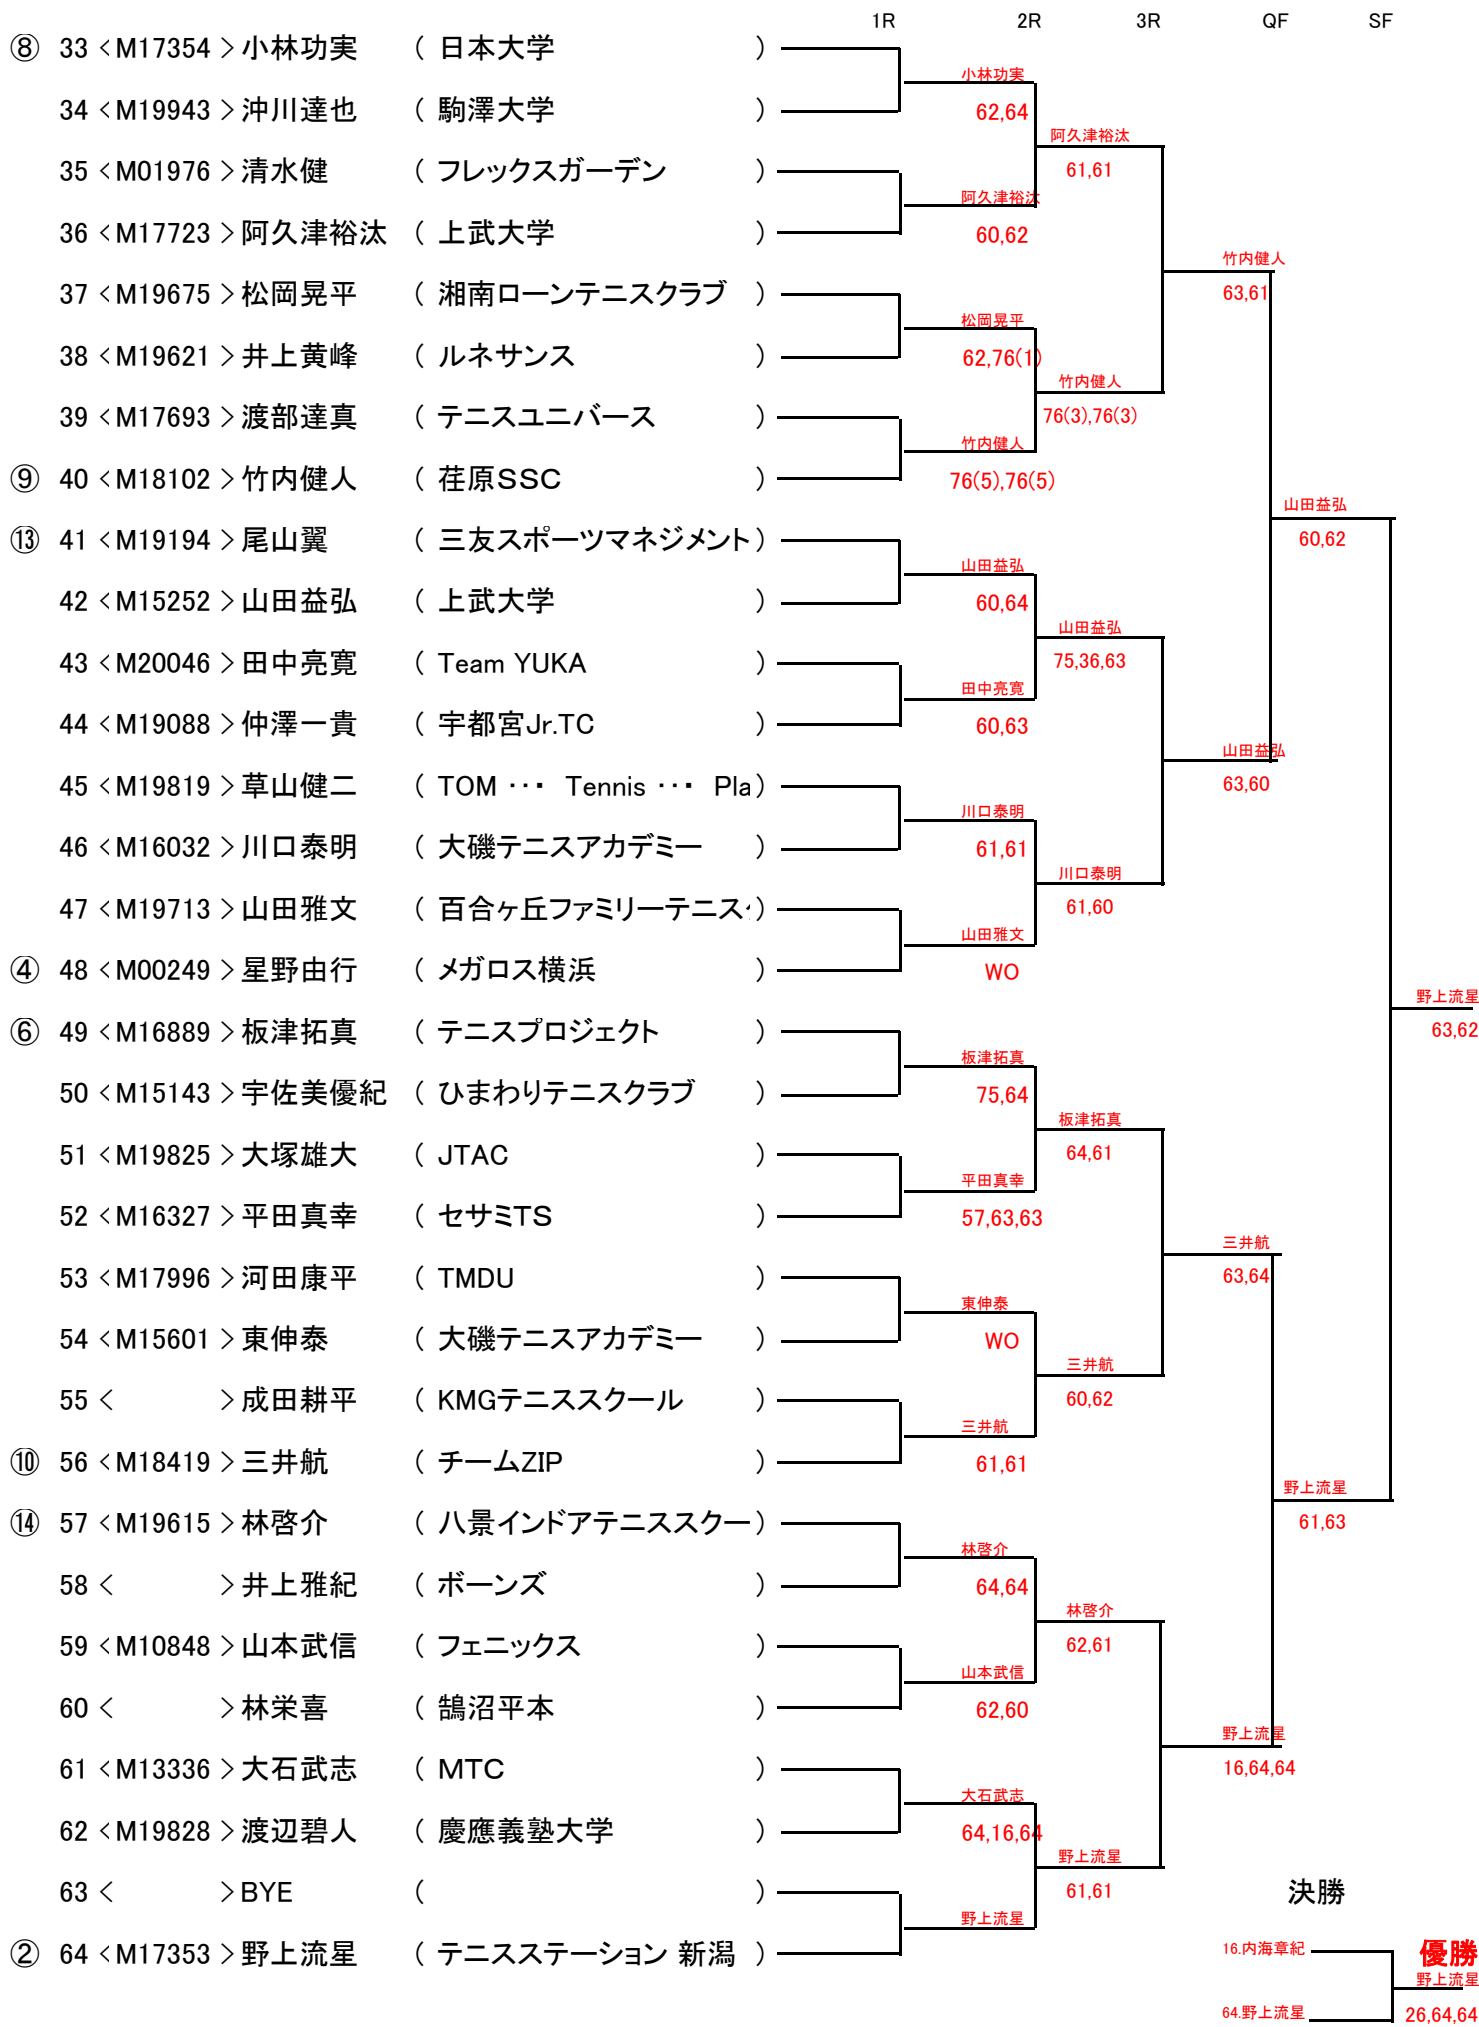 1R 2R 3R QF SF
⑧ 33 <M17354 > 小林功実 ( 日本大学 )
小林功実
34 <M19943 > 沖川達也 ( 駒澤大学 ) 62,64
阿久津裕汰
35 <M01976 > 清水健 ( フレックスガーデン ) 61,61
阿久津裕汰
36 <M17723 > 阿久津裕汰 ( 上武大学 ) 60,62
竹内健人
37 <M19675 > 松岡晃平 ( 湘南ローンテニスクラブ ) 63,61
松岡晃平
38 <M19621 > 井上黄峰 ( ルネサンス ) 62,76(1)
竹内健人
39 <M17693 > 渡部達真 ( テニスユニバース ) 76(3),76(3)
竹内健人
⑨ 40 <M18102 > 竹内健人 ( 荏原SSC ) 76(5),76(5)
山田益弘
⑬ 41 <M19194 > 尾山翼 ( 三友スポーツマネジメント ) 60,62
山田益弘
42 <M15252 > 山田益弘 ( 上武大学 ) 60,64
山田益弘
43 <M20046 > 田中亮寛 ( Team YUKA ) 75,36,63
田中亮寛
44 <M19088 > 仲澤一貴 ( 宇都宮Jr.TC ) 60,63
山田益弘
45 <M19819 > 草山健二 ( TOM ・・・ Tennis ・・・ Pla ) 63,60
川口泰明
46 <M16032 > 川口泰明 ( 大磯テニスアカデミー ) 61,61
川口泰明
47 <M19713 > 山田雅文 ( 百合ヶ丘ファミリーテニス ) 61,60
山田雅文
④ 48 <M00249 > 星野由行 ( メガロス横浜 ) WO
野上流星
⑥ 49 <M16889 > 板津拓真 ( テニスプロジェクト ) 63,62
板津拓真
50 <M15143 > 宇佐美優紀 ( ひまわりテニスクラブ ) 75,64
板津拓真
51 <M19825 > 大塚雄大 ( JTAC ) 64,61
平田真幸
52 <M16327 > 平田真幸 ( セサミTS ) 57,63,63
三井航
53 <M17996 > 河田康平 ( TMDU ) 63,64
東伸泰
54 <M15601 > 東伸泰 ( 大磯テニスアカデミー ) WO
三井航
55 < > 成田耕平 ( KMGテニススクール ) 60,62
三井航
⑩ 56 <M18419 > 三井航 ( チームZIP ) 61,61
野上流星
⑭ 57 <M19615 > 林啓介 ( 八景インドアテニススクー ) 61,63
林啓介
58 < > 井上雅紀 ( ボーンズ ) 64,64
林啓介
59 <M10848 > 山本武信 ( フェニックス ) 62,61
山本武信
60 < > 林栄喜 ( 鵠沼平本 ) 62,60
野上流星
61 <M13336 > 大石武志 ( MTC ) 16,64,64
大石武志
62 <M19828 > 渡辺碧人 ( 慶應義塾大学 ) 64,16,64
野上流星
63 < > BYE ( ) 61,61 決勝
野上流星
② 64 <M17353 > 野上流星 ( テニスステーション 新潟 )
16.内海章紀 優勝
野上流星
64.野上流星 26,64,64